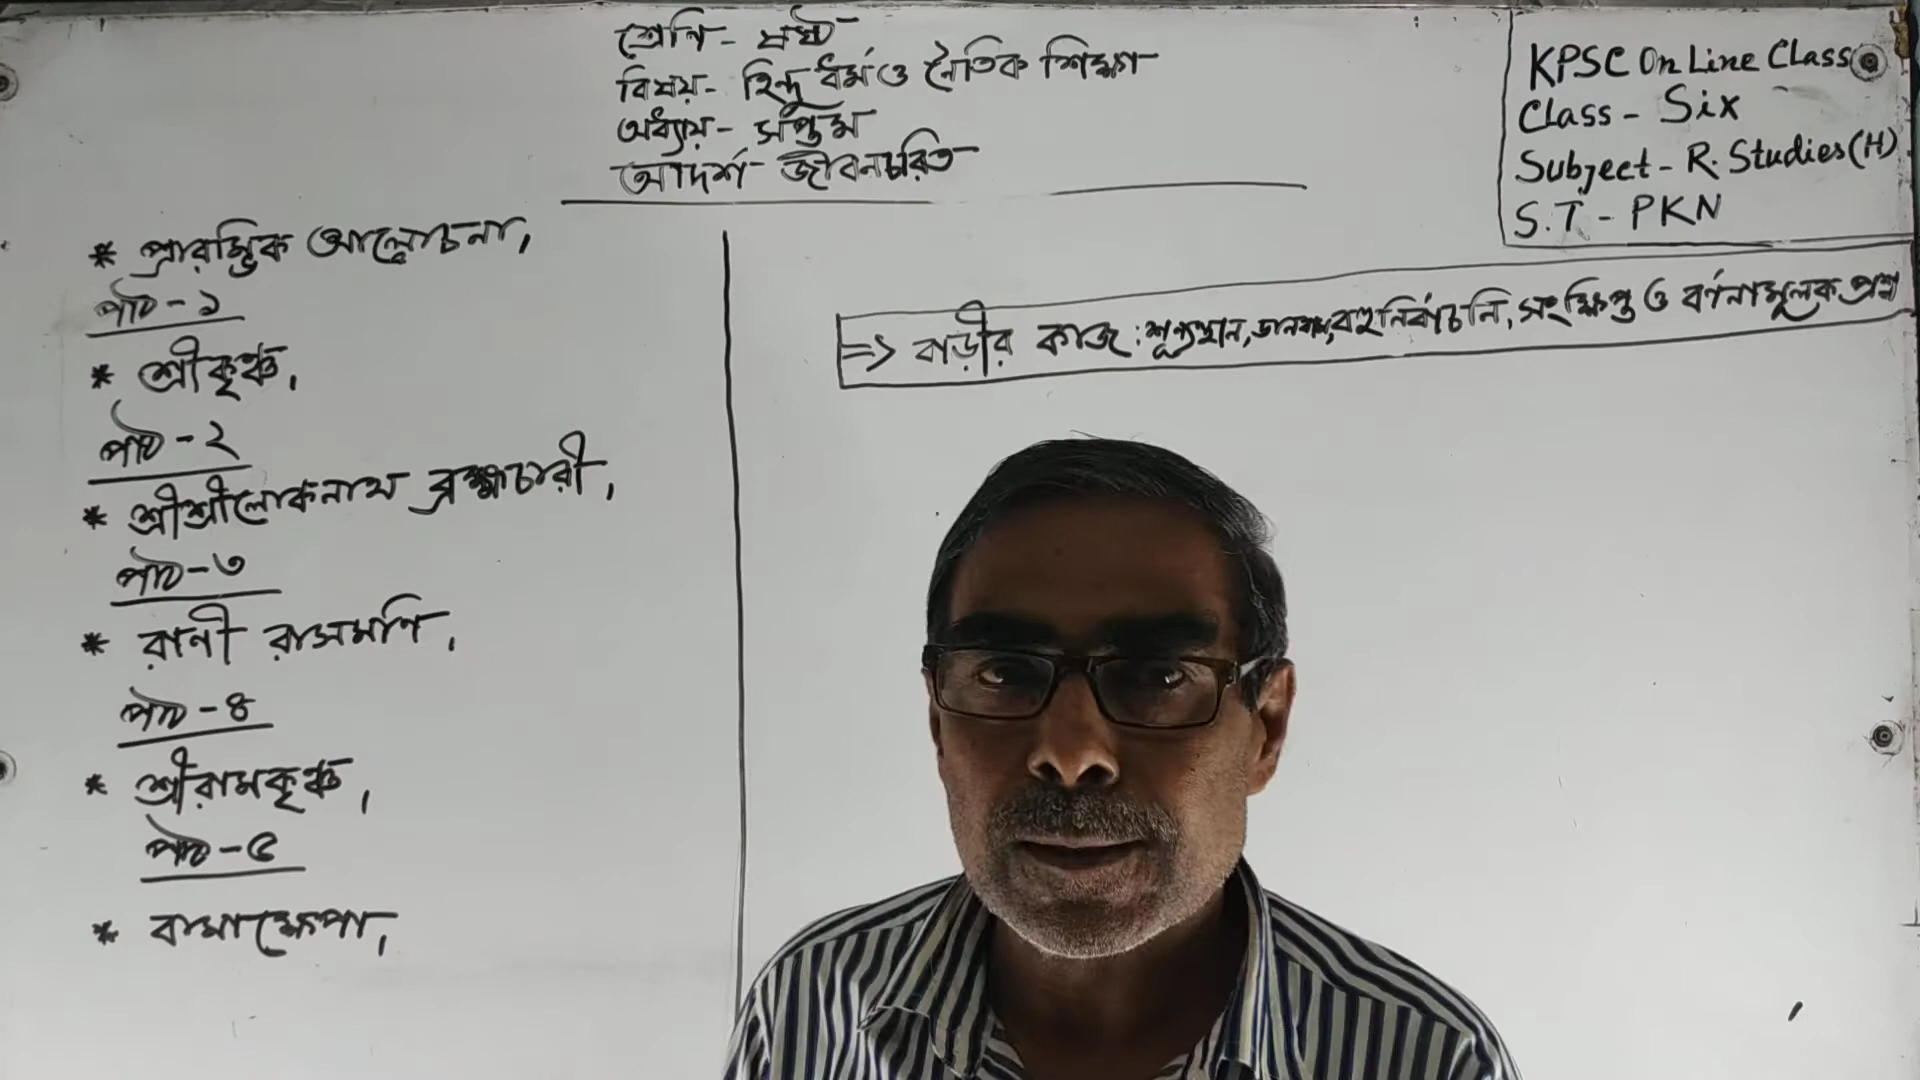 শ্রেণি - ষষ্ঠ
বিষয় - হিন্দু ধর্ম ও নৈতিক শিক্ষা
অধ্যায় - সপ্তম
আদর্শ জীবনচরিত
KPSC On Line Class
Class - Six
Subject - R. Studies (H)
S.T - PKN
* প্রারম্ভিক আলোচনা,
পাঠ - ১
* শ্রীকৃষ্ণ,
পাঠ - ২
* শ্রীশ্রীলোকনাথ ব্রহ্মচারী,
পাঠ - ৩
* রাণী রাসমণি,
পাঠ - ৪
* শ্রীরামকৃষ্ণ,
পাঠ - ৫
* বামাক্ষেপা,
=> বাড়ীর কাজ : শূণ্যস্থান, ডানবাম, বহুনির্বাচনি, সংক্ষিপ্ত ও বর্ণনামূলক প্রশ্ন